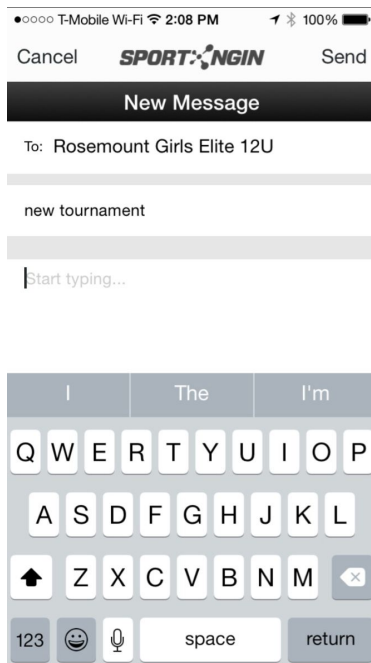 T-Mobile Wi-Fi 2:08 PM 100%
Cancel SPORT NGIN Send
New Message
To: Rosemount Girls Elite 12U
new tournament
Start typing...
I The I'm
Q W E R T Y U I O P
A S D F G H J K L
Z X C V B N M
123 space return